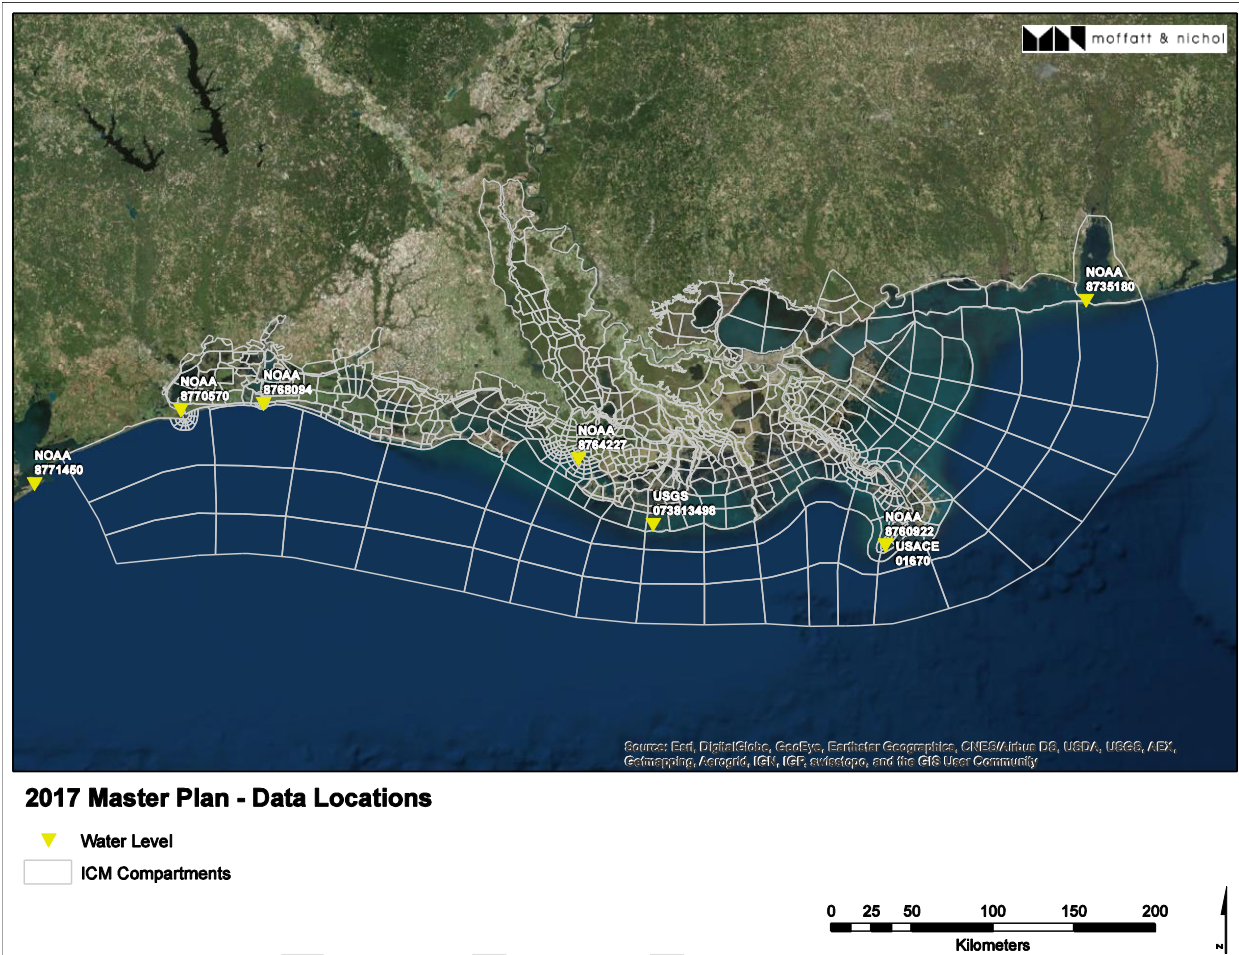 moffatt & nichol
NOAA
8735180
NOAA
8768094
NOAA
8770570
NOAA
8764227
NOAA
8771450
USGS
073813498
NOAA
8760922
USACE
01670
Source: Esri, DigitalGlobe, GeoEye, Earthstar Geographics, CNES/Airbus DS, USDA, USGS, AEX,
Getmapping, Aerogrid, IGN, IGP, swisstopo, and the GIS User Community
2017 Master Plan - Data Locations
Water Level
ICM Compartments
0 25 50 100 150 200
Kilometers
N